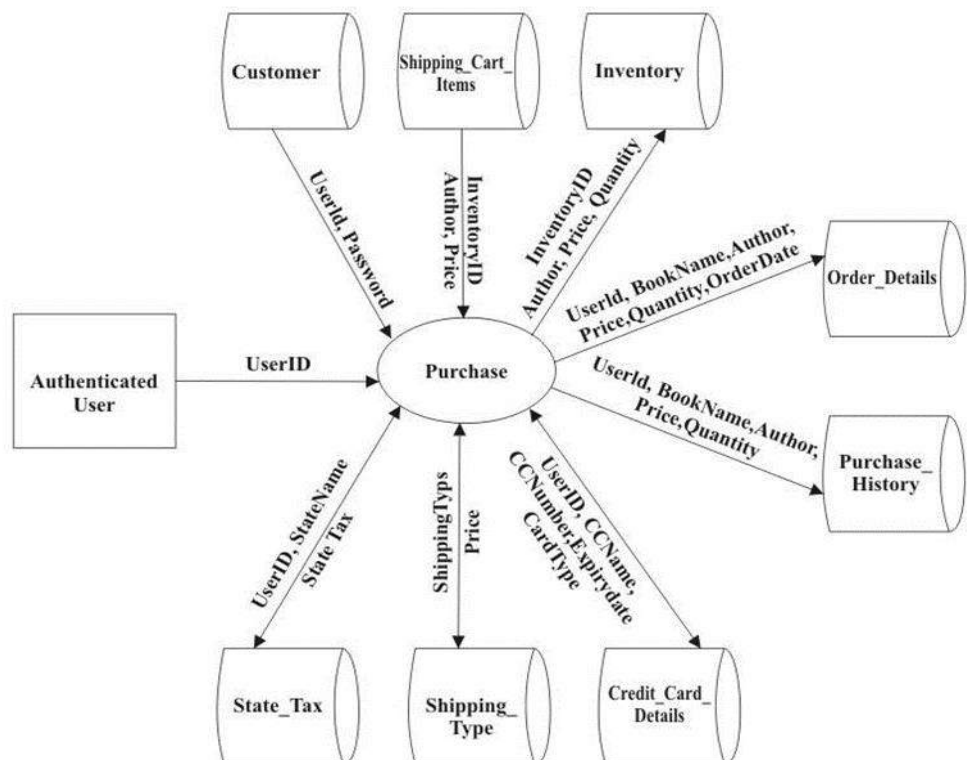 Customer
Shipping_Cart_
Items
Inventory
UserId, Password
InventoryID
Author, Price
InventoryID
Author, Price, Quantity
UserId, BookName,Author,
Price,Quantity,OrderDate
Order_Details
Authenticated
User
UserID
Purchase
UserId, BookName,Author,
Price,Quantity
Purchase_
History
UserID, StateName
State Tax
ShippingTyps
Price
UserID, CCName,
CCNumber,Expirydate
CardType
State_Tax
Shipping_
Type
Credit_Card_
Details